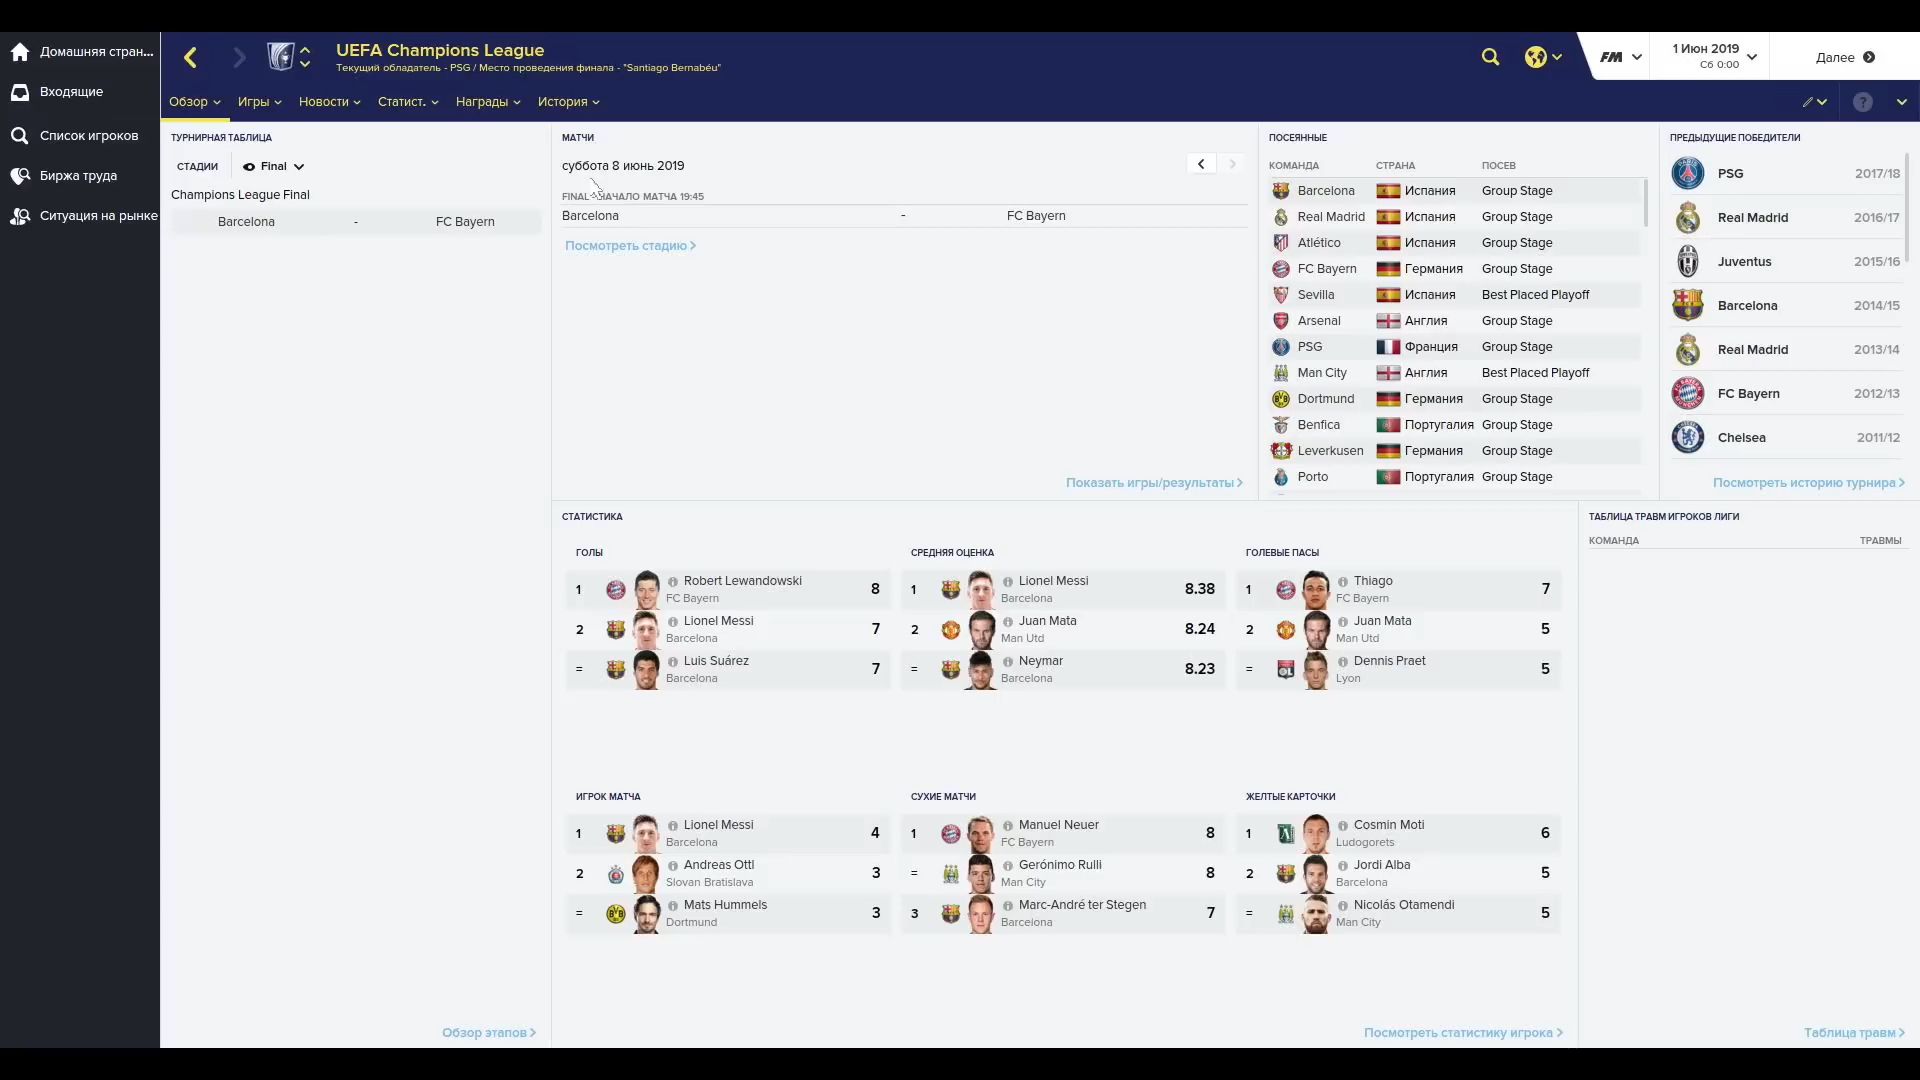 Домашняя стран...
Входящие
Список игроков
Биржа труда
Ситуация на рынке
UEFA Champions League
Текущий обладатель - PSG / Место проведения финала - "Santiago Bernabéu"
FM
1 Июн 2019
Сб 0:00
Далее
Обзор
Игры
Новости
Статист.
Награды
История
?
ТУРНИРНАЯ ТАБЛИЦА
СТАДИИ
Final
Champions League Final
Barcelona - FC Bayern
Обзор этапов
МАТЧИ
суббота 8 июнь 2019
FINAL НАЧАЛО МАТЧА 19:45
Barcelona - FC Bayern
Посмотреть стадию
Показать игры/результаты
ПОСЕЯННЫЕ
КОМАНДА СТРАНА ПОСЕВ
Barcelona Испания Group Stage
Real Madrid Испания Group Stage
Atlético Испания Group Stage
FC Bayern Германия Group Stage
Sevilla Испания Best Placed Playoff
Arsenal Англия Group Stage
PSG Франция Group Stage
Man City Англия Best Placed Playoff
Dortmund Германия Group Stage
Benfica Португалия Group Stage
Leverkusen Германия Group Stage
Porto Португалия Group Stage
ПРЕДЫДУЩИЕ ПОБЕДИТЕЛИ
PSG 2017/18
Real Madrid 2016/17
Juventus 2015/16
Barcelona 2014/15
Real Madrid 2013/14
FC Bayern 2012/13
Chelsea 2011/12
Посмотреть историю турнира
СТАТИСТИКА
ГОЛЫ
1 Robert Lewandowski 8
FC Bayern
2 Lionel Messi 7
Barcelona
= Luis Suárez 7
Barcelona
СРЕДНЯЯ ОЦЕНКА
1 Lionel Messi 8.38
Barcelona
2 Juan Mata 8.24
Man Utd
= Neymar 8.23
Barcelona
ГОЛЕВЫЕ ПАСЫ
1 Thiago 7
FC Bayern
2 Juan Mata 5
Man Utd
= Dennis Praet 5
Lyon
ИГРОК МАТЧА
1 Lionel Messi 4
Barcelona
2 Andreas Ottl 3
Slovan Bratislava
= Mats Hummels 3
Dortmund
СУХИЕ МАТЧИ
1 Manuel Neuer 8
FC Bayern
= Gerónimo Rulli 8
Man City
3 Marc-André ter Stegen 7
Barcelona
ЖЕЛТЫЕ КАРТОЧКИ
1 Cosmin Moti 6
Ludogorets
2 Jordi Alba 5
Barcelona
= Nicolás Otamendi 5
Man City
Посмотреть статистику игрока
ТАБЛИЦА ТРАВМ ИГРОКОВ ЛИГИ
КОМАНДА ТРАВМЫ
Таблица травм